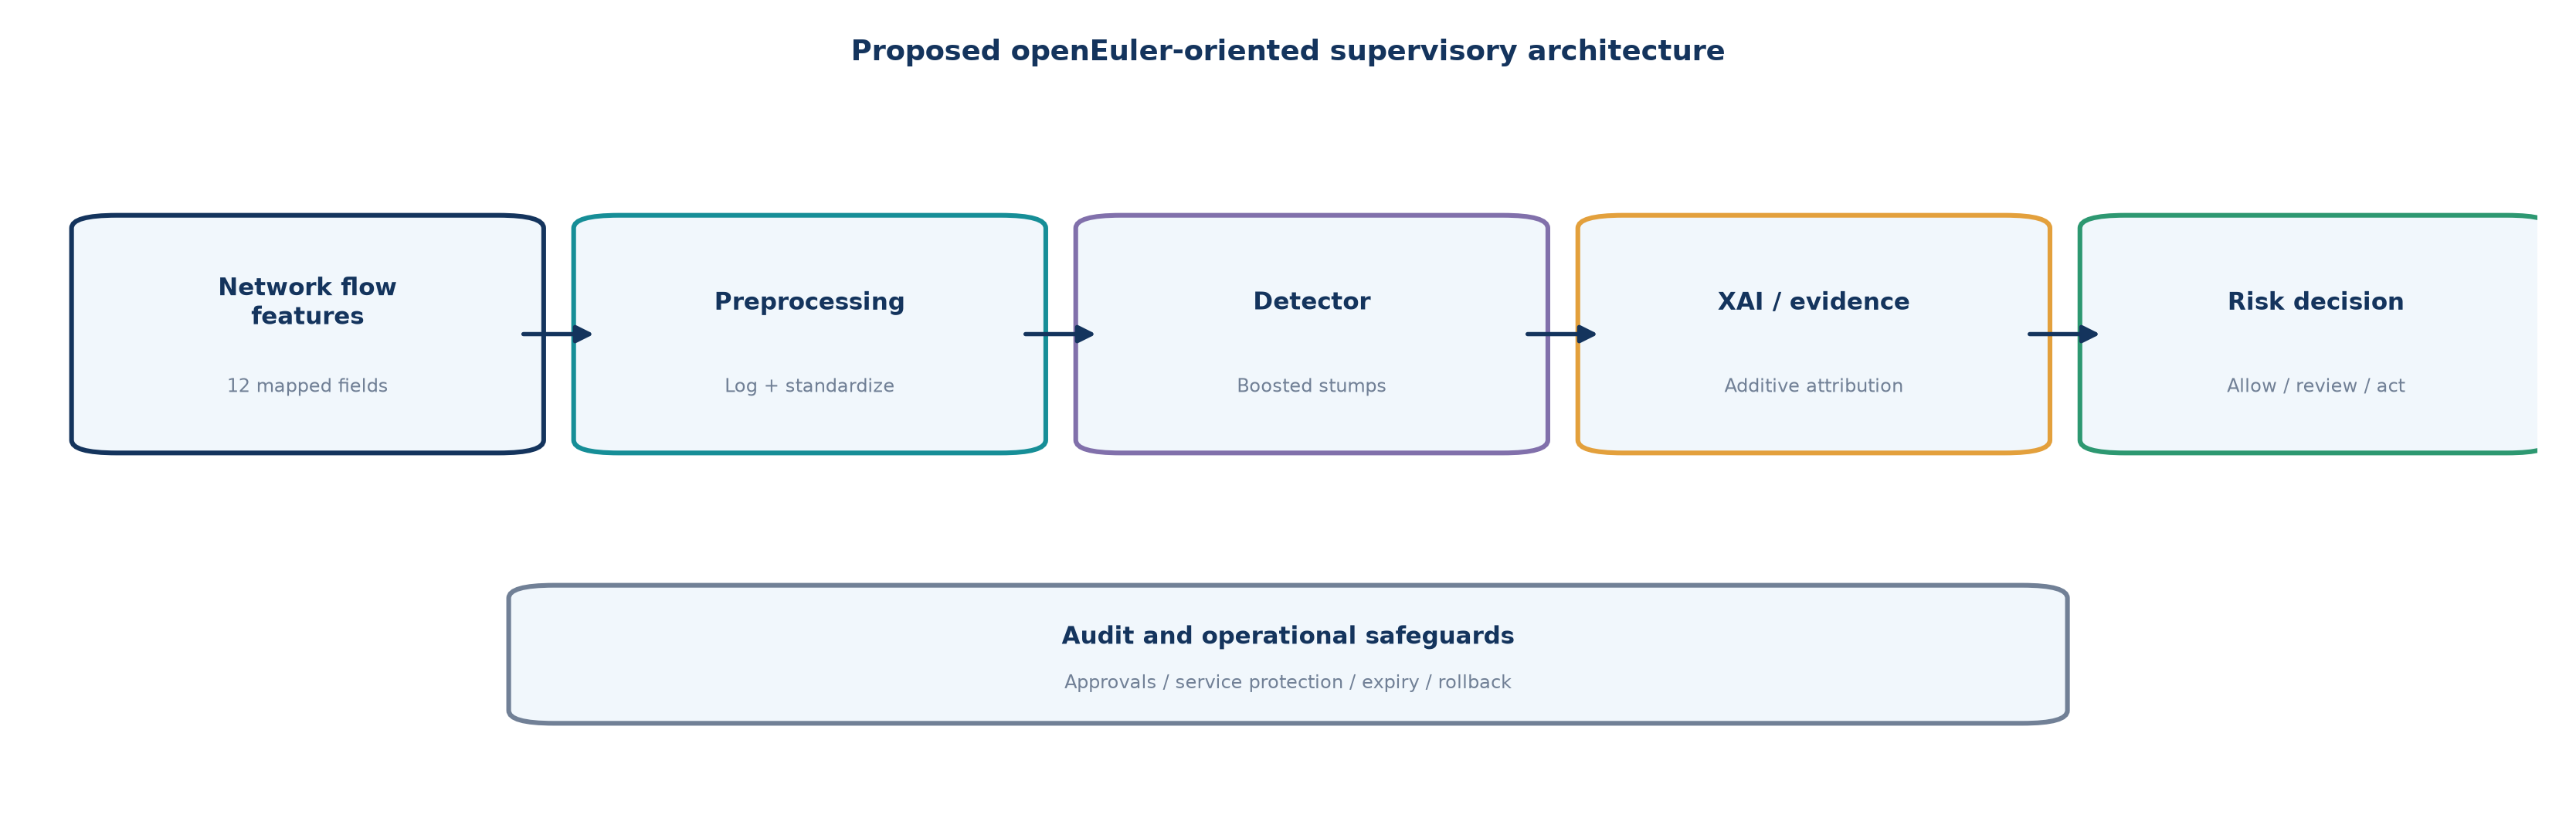 Proposed openEuler-oriented supervisory architecture
Network flow
features
12 mapped fields
Preprocessing
Log + standardize
Detector
Boosted stumps
XAI / evidence
Additive attribution
Risk decision
Allow / review / act
Audit and operational safeguards
Approvals / service protection / expiry / rollback